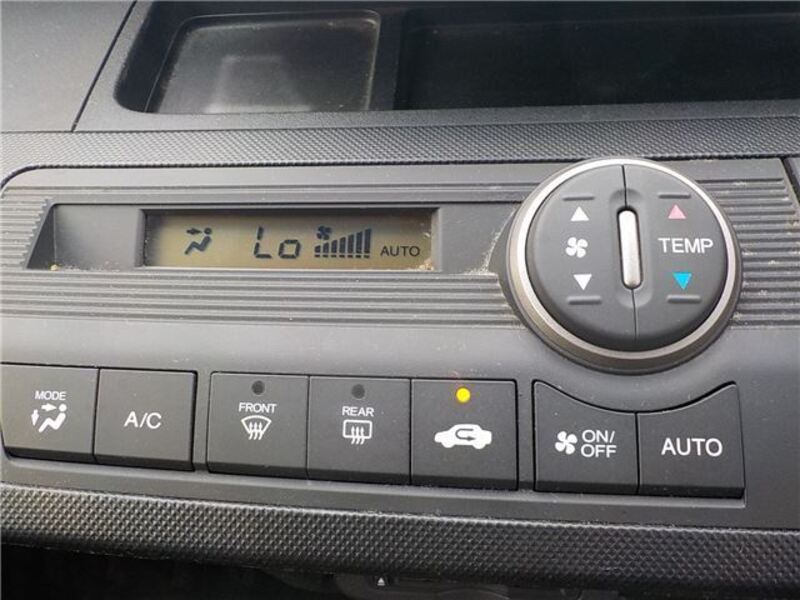 Lo AUTO
TEMP
MODE
A/C
FRONT
REAR
ON/
OFF
AUTO